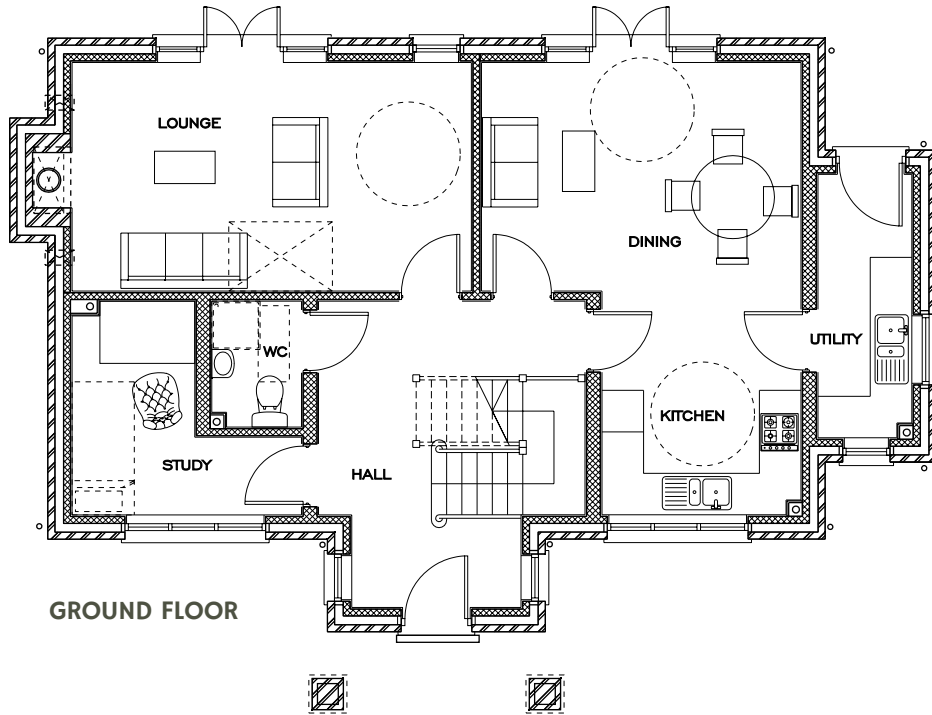 LOUNGE
DINING
UTILITY
WC
KITCHEN
STUDY
HALL
GROUND FLOOR